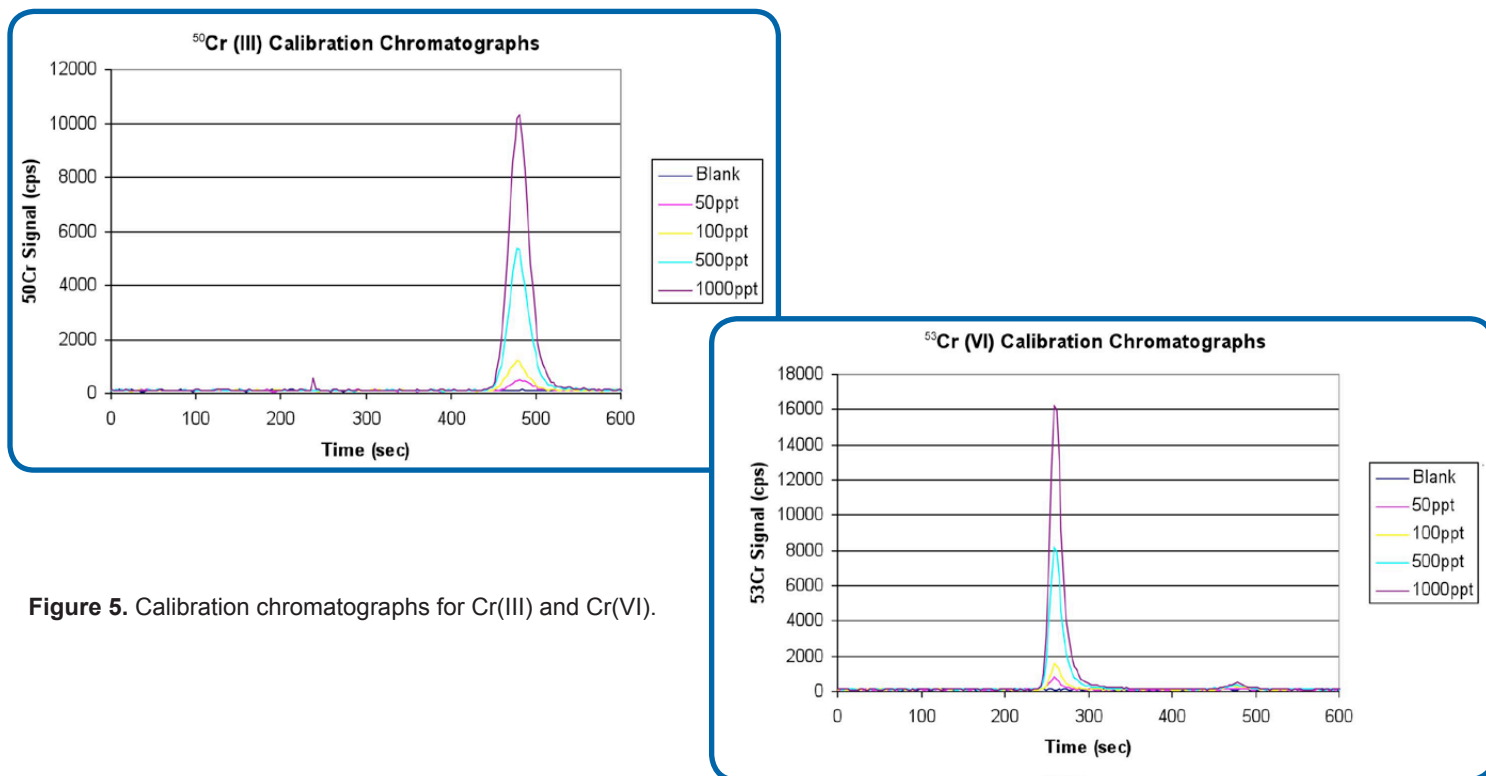 ⁵⁰Cr (III) Calibration Chromatographs
12000
10000
8000
6000
4000
2000
0
50Cr Signal (cps)
0 100 200 300 400 500 600
Time (sec)
Blank
50ppt
100ppt
500ppt
1000ppt
⁵³Cr (VI) Calibration Chromatographs
18000
16000
14000
12000
10000
8000
6000
4000
2000
0
53Cr Signal (cps)
0 100 200 300 400 500 600
Time (sec)
Blank
50ppt
100ppt
500ppt
1000ppt
Figure 5. Calibration chromatographs for Cr(III) and Cr(VI).